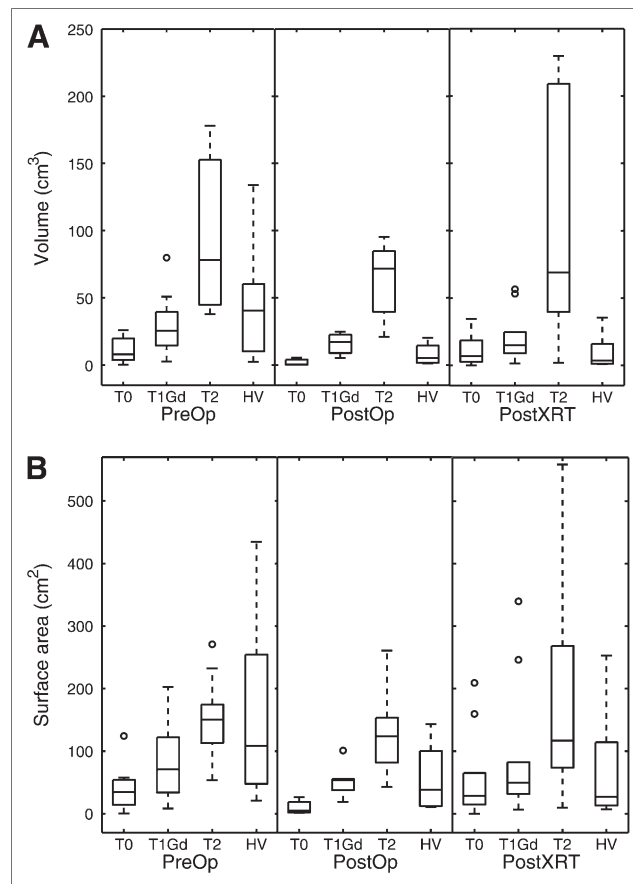 A
250
200
150
100
50
0
Volume (cm³)
T0 T1Gd T2 HV T0 T1Gd T2 HV T0 T1Gd T2 HV
PreOp PostOp PostXRT
B
500
400
300
200
100
0
Surface area (cm²)
T0 T1Gd T2 HV T0 T1Gd T2 HV T0 T1Gd T2 HV
PreOp PostOp PostXRT